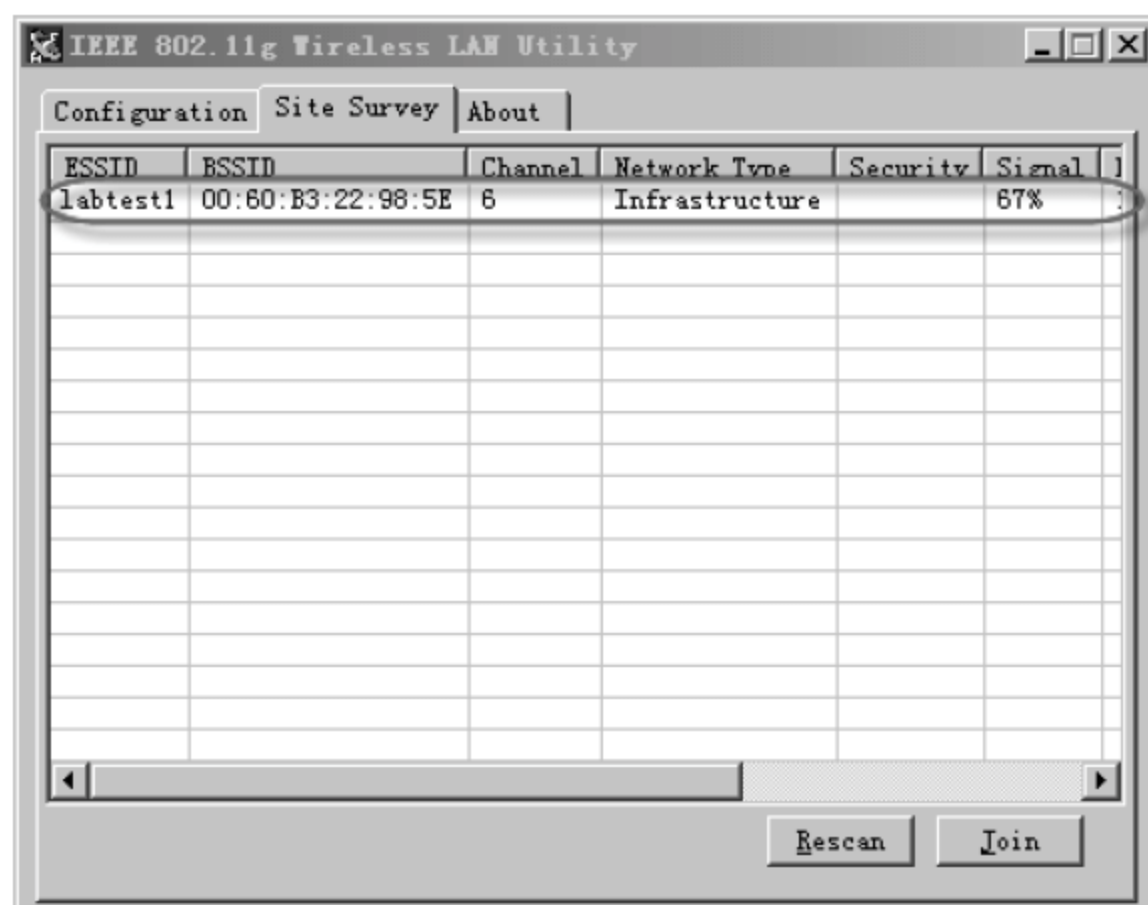 IEEE 802.11g Wireless LAN Utility
Configuration Site Survey About
ESSID BSSID Channel Network Type Security Signal
labtest1 00:60:B3:22:98:5E 6 Infrastructure 67%
Rescan Join